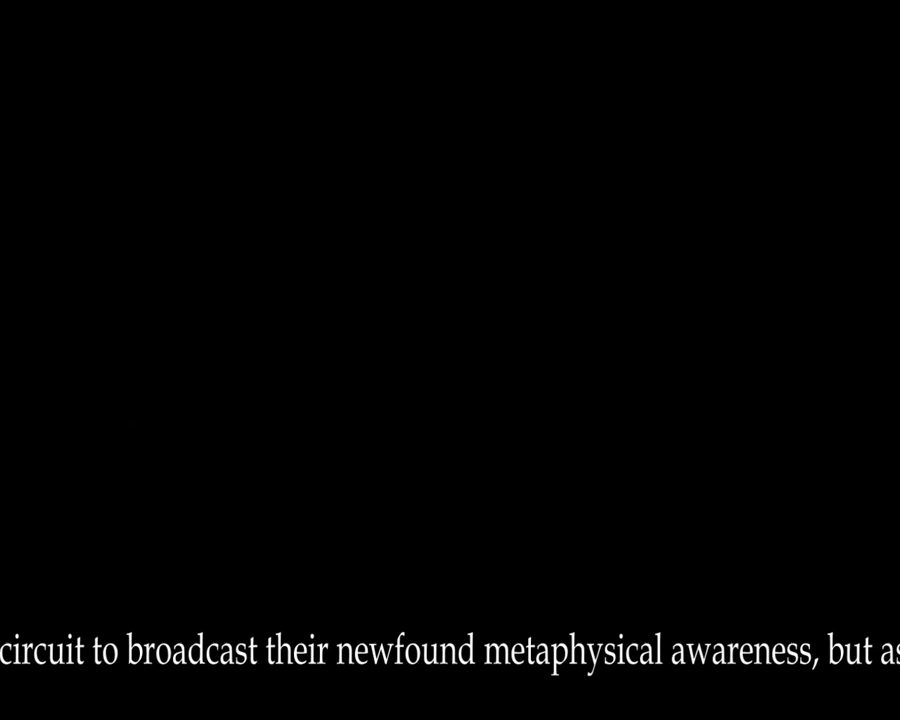 circuit to broadcast their newfound metaphysical awareness, but as